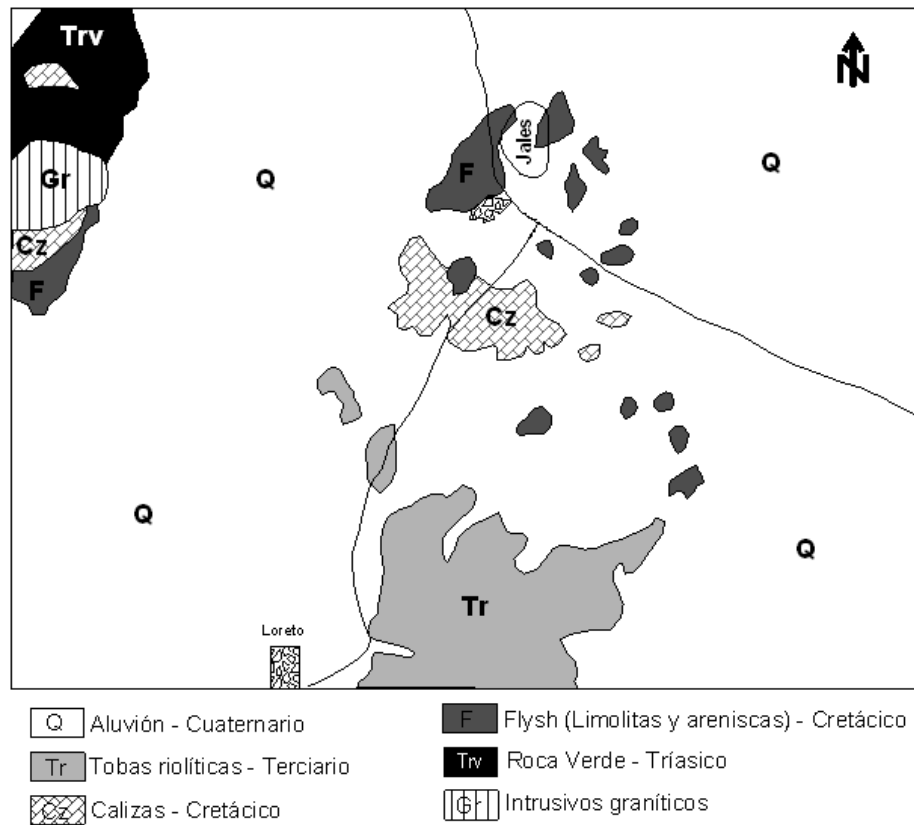 Trv
N
Jales
F
Q
Q
Gr
Cz
F
Cz
Q
Q
Tr
Loreto
Q Aluvión - Cuaternario
Tr Tobas riolíticas - Terciario
Cz Calizas - Cretácico
F Flysh (Limolitas y areniscas) - Cretácico
Trv Roca Verde - Tríasico
Gr Intrusivos graníticos